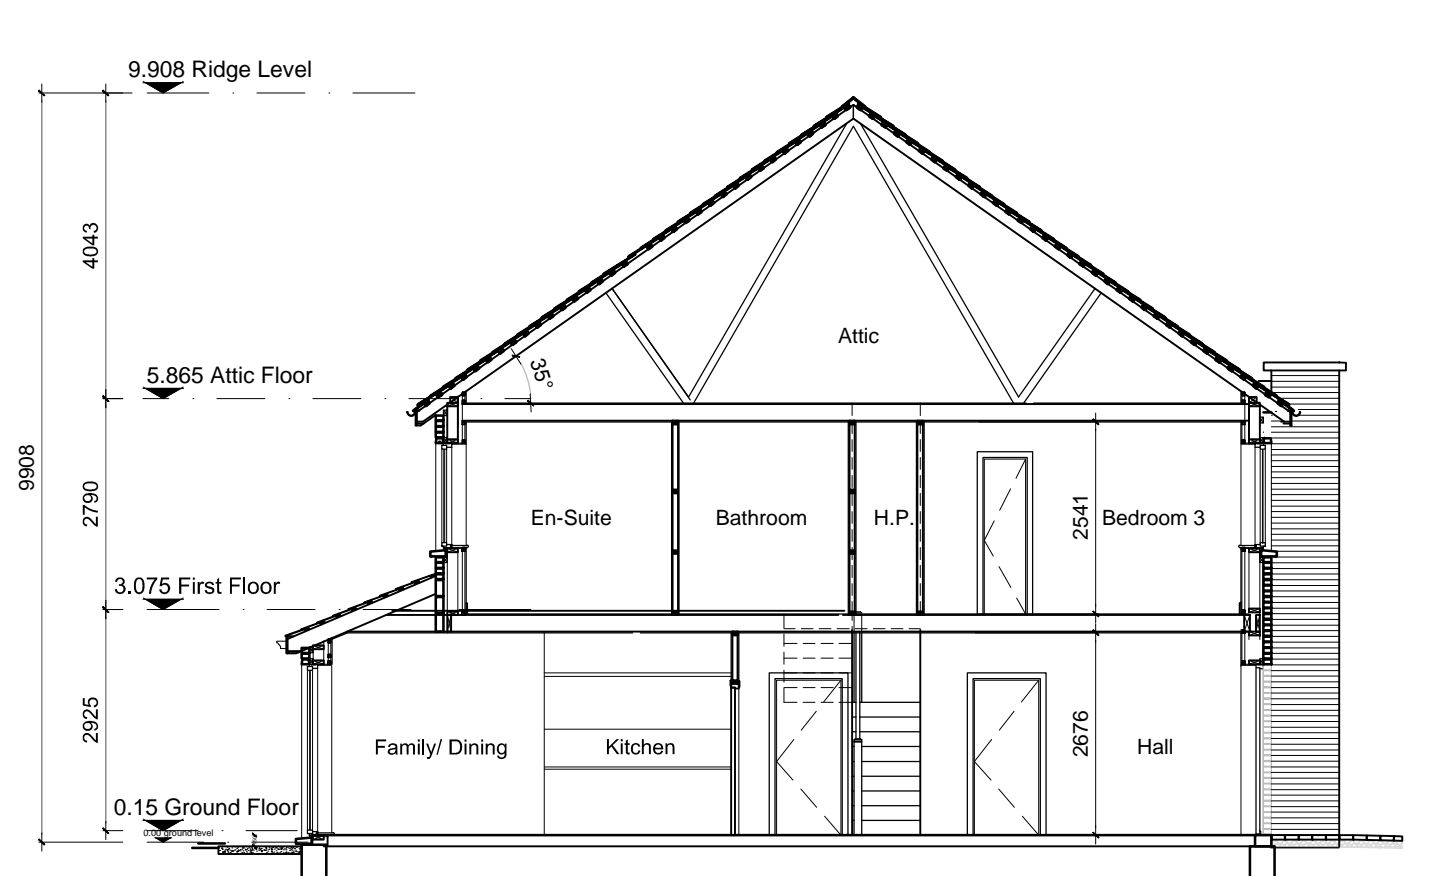 9.908 Ridge Level
4043
Attic
35°
5.865 Attic Floor
9908
2790
En-Suite
Bathroom
H.P.
2541
Bedroom 3
3.075 First Floor
2925
Family/ Dining
Kitchen
2676
Hall
0.15 Ground Floor
0.00 ground level